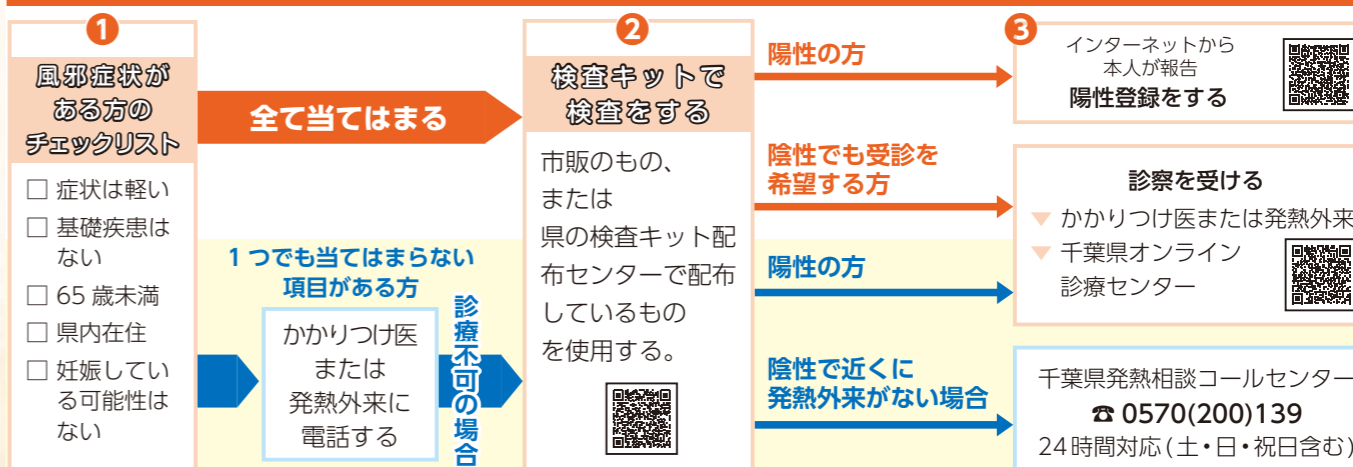 1
風邪症状が
ある方の
チェックリスト
□ 症状は軽い
□ 基礎疾患は
ない
□ 65 歳未満
□ 県内在住
□ 妊娠してい
る可能性は
ない
全て当てはまる
1 つでも当てはまらない
項目がある方
かかりつけ医
または
発熱外来に
電話する
診療不可の場合
2
検査キットで
検査をする
市販のもの、
または
県の検査キット配
布センターで配布
しているもの
を使用する。
陽性の方
陰性でも受診を
希望する方
陽性の方
陰性で近くに
発熱外来がない場合
3
インターネットから
本人が報告
陽性登録をする
診察を受ける
▼ かかりつけ医または発熱外来
▼ 千葉県オンライン
診療センター
千葉県発熱相談コールセンター
☎ 0570(200)139
24時間対応(土・日・祝日含む)